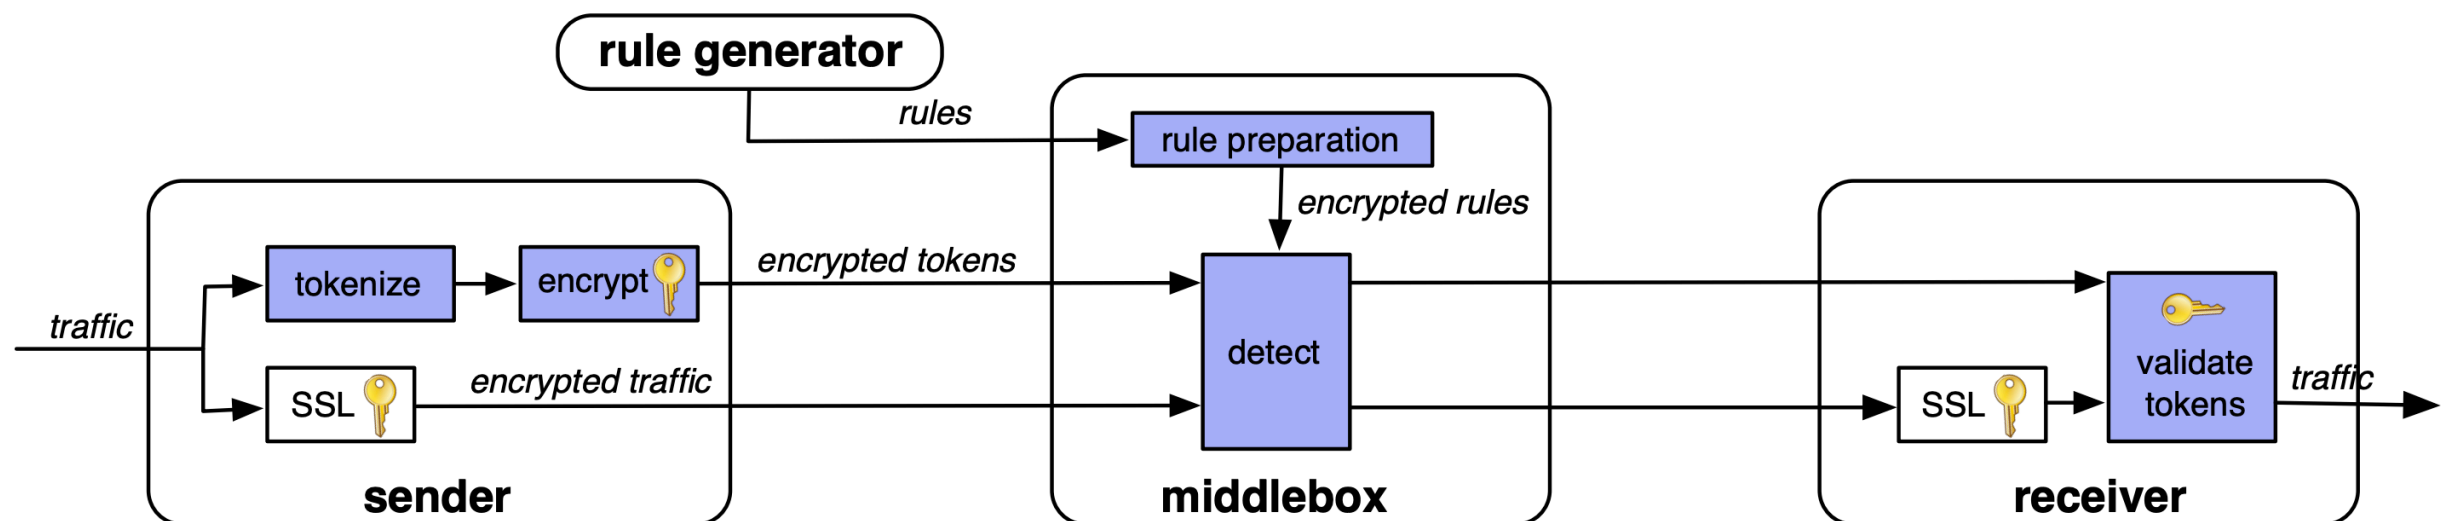 rule generator
rules
rule preparation
encrypted rules
tokenize
encrypt
encrypted tokens
traffic
detect
validate
tokens
SSL
encrypted traffic
SSL
traffic
sender
middlebox
receiver